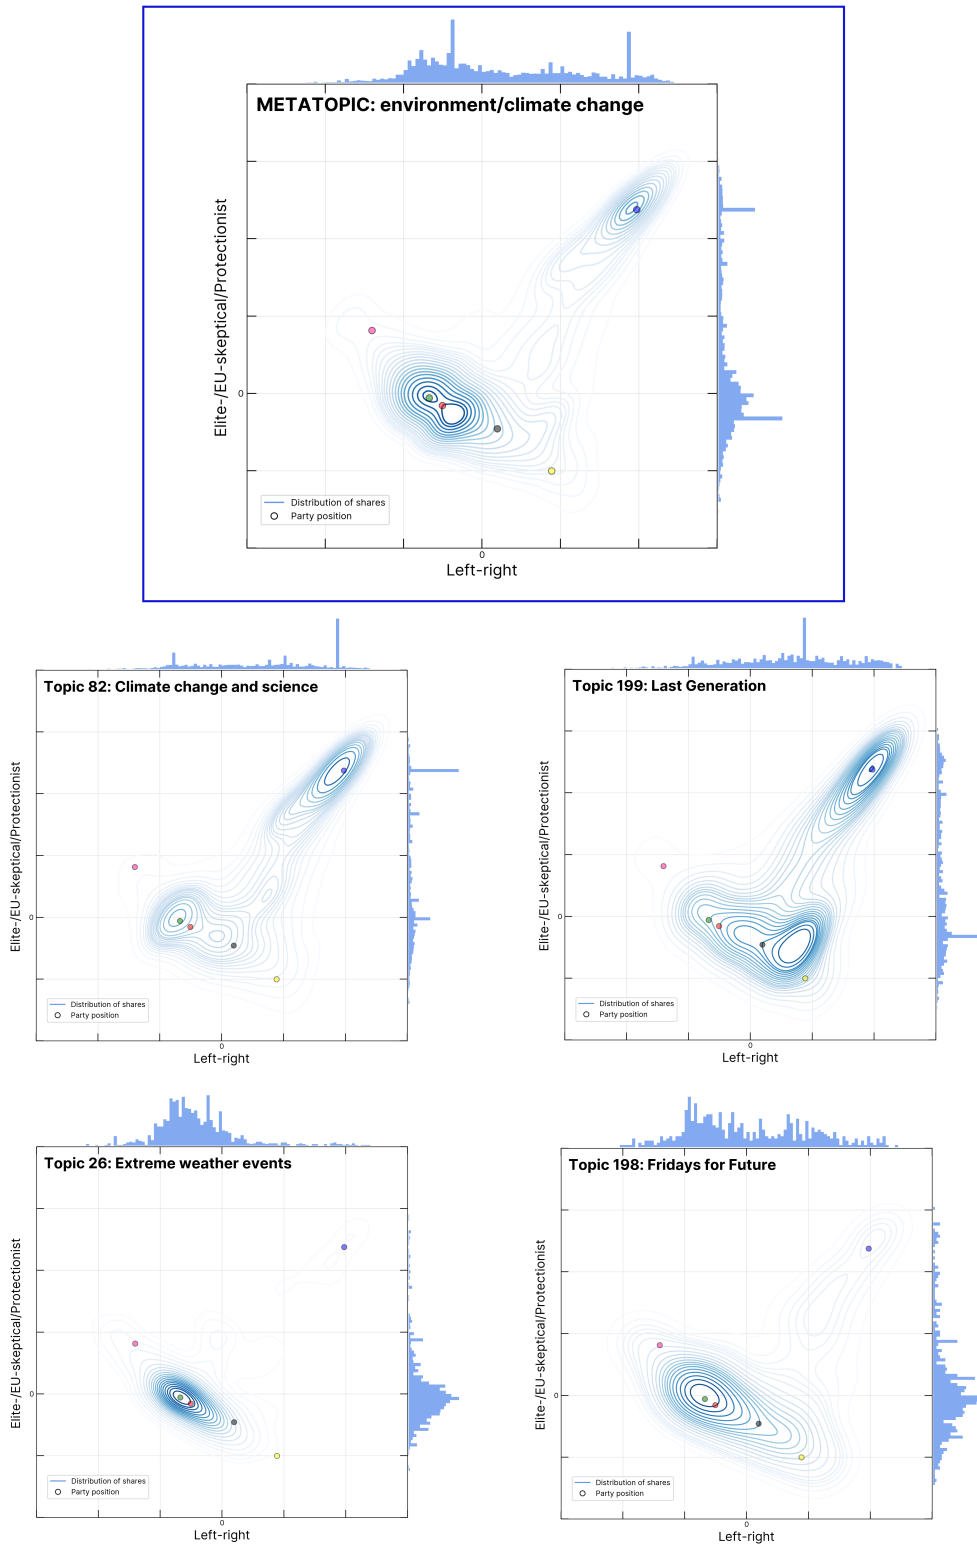 METATOPIC: environment/climate change
Elite-/EU-skeptical/Protectionist
0
Distribution of shares
Party position
0
Left-right
Topic 82: Climate change and science
Elite-/EU-skeptical/Protectionist
0
Distribution of shares
Party position
0
Left-right
Topic 199: Last Generation
Elite-/EU-skeptical/Protectionist
0
Distribution of shares
Party position
0
Left-right
Topic 26: Extreme weather events
Elite-/EU-skeptical/Protectionist
0
Distribution of shares
Party position
0
Left-right
Topic 198: Fridays for Future
Elite-/EU-skeptical/Protectionist
0
Distribution of shares
Party position
0
Left-right